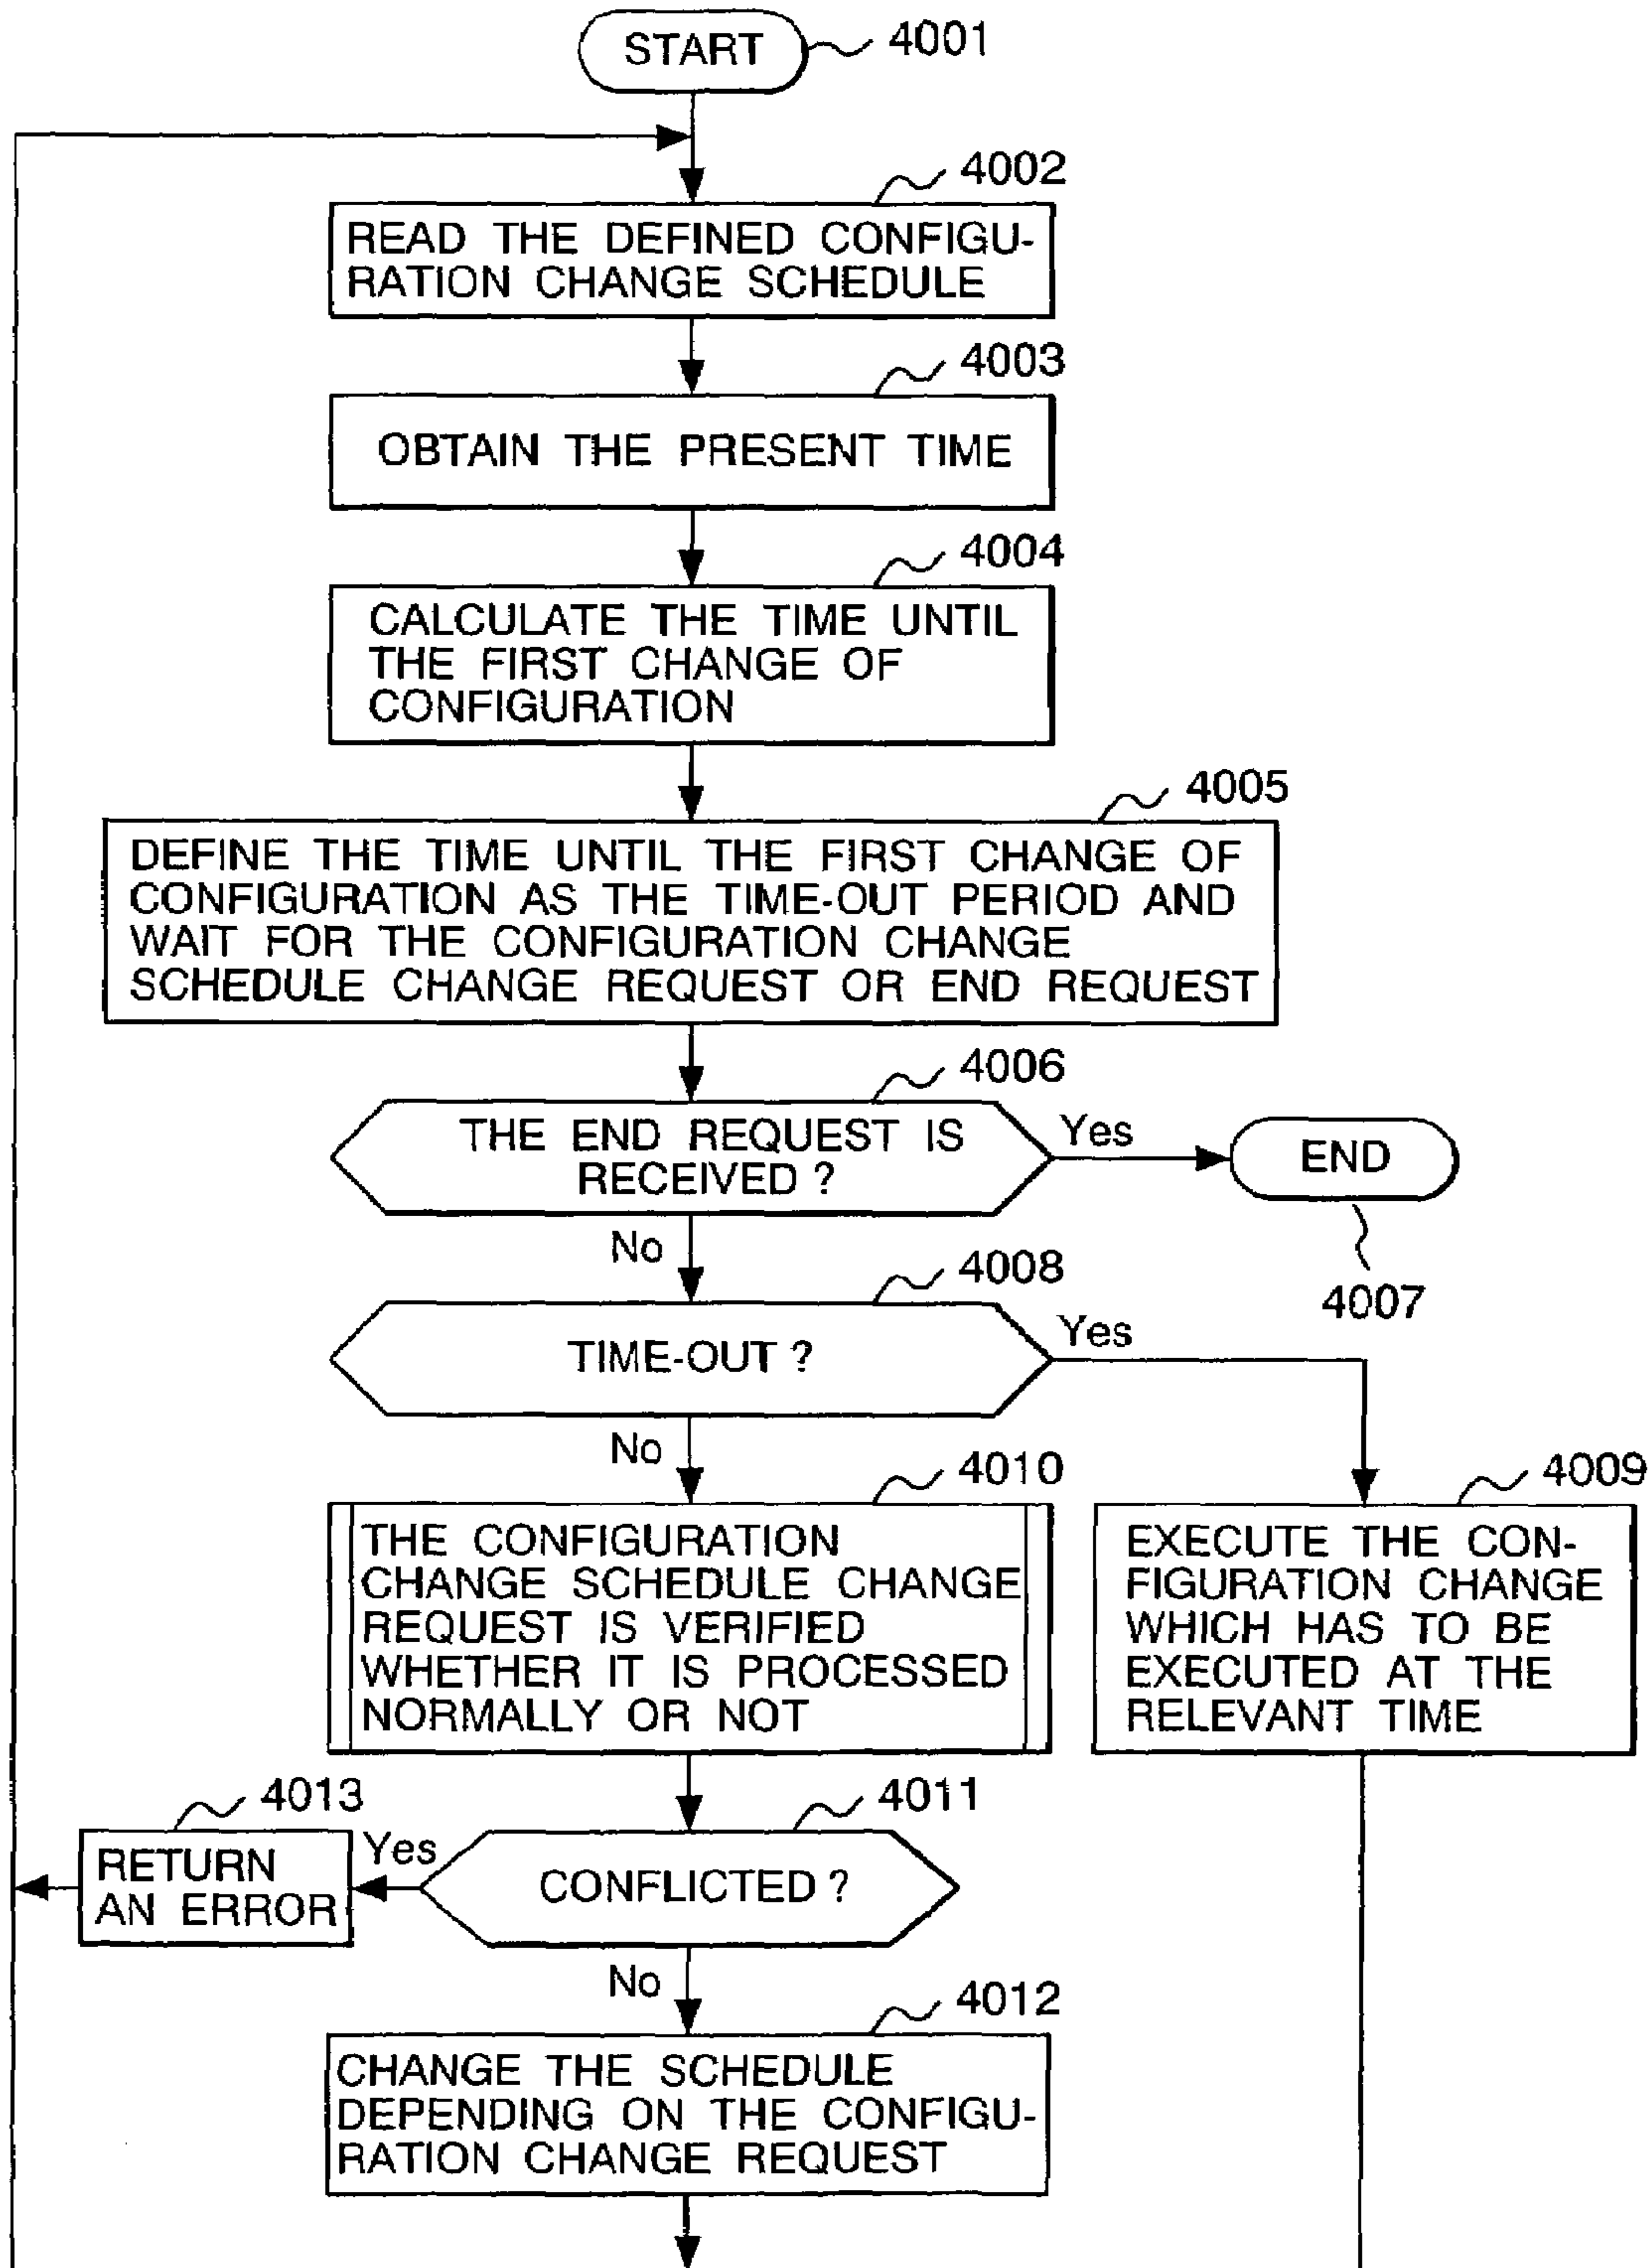 START
4001
4002
READ THE DEFINED CONFIGU-
RATION CHANGE SCHEDULE
4003
OBTAIN THE PRESENT TIME
4004
CALCULATE THE TIME UNTIL
THE FIRST CHANGE OF
CONFIGURATION
4005
DEFINE THE TIME UNTIL THE FIRST CHANGE OF
CONFIGURATION AS THE TIME-OUT PERIOD AND
WAIT FOR THE CONFIGURATION CHANGE
SCHEDULE CHANGE REQUEST OR END REQUEST
4006
THE END REQUEST IS
RECEIVED ?
Yes
END
4007
No
4008
TIME-OUT ?
Yes
No
4010
THE CONFIGURATION
CHANGE SCHEDULE CHANGE
REQUEST IS VERIFIED
WHETHER IT IS PROCESSED
NORMALLY OR NOT
4009
EXECUTE THE CON-
FIGURATION CHANGE
WHICH HAS TO BE
EXECUTED AT THE
RELEVANT TIME
4013
RETURN
AN ERROR
Yes
4011
CONFLICTED ?
No
4012
CHANGE THE SCHEDULE
DEPENDING ON THE CONFIGU-
RATION CHANGE REQUEST